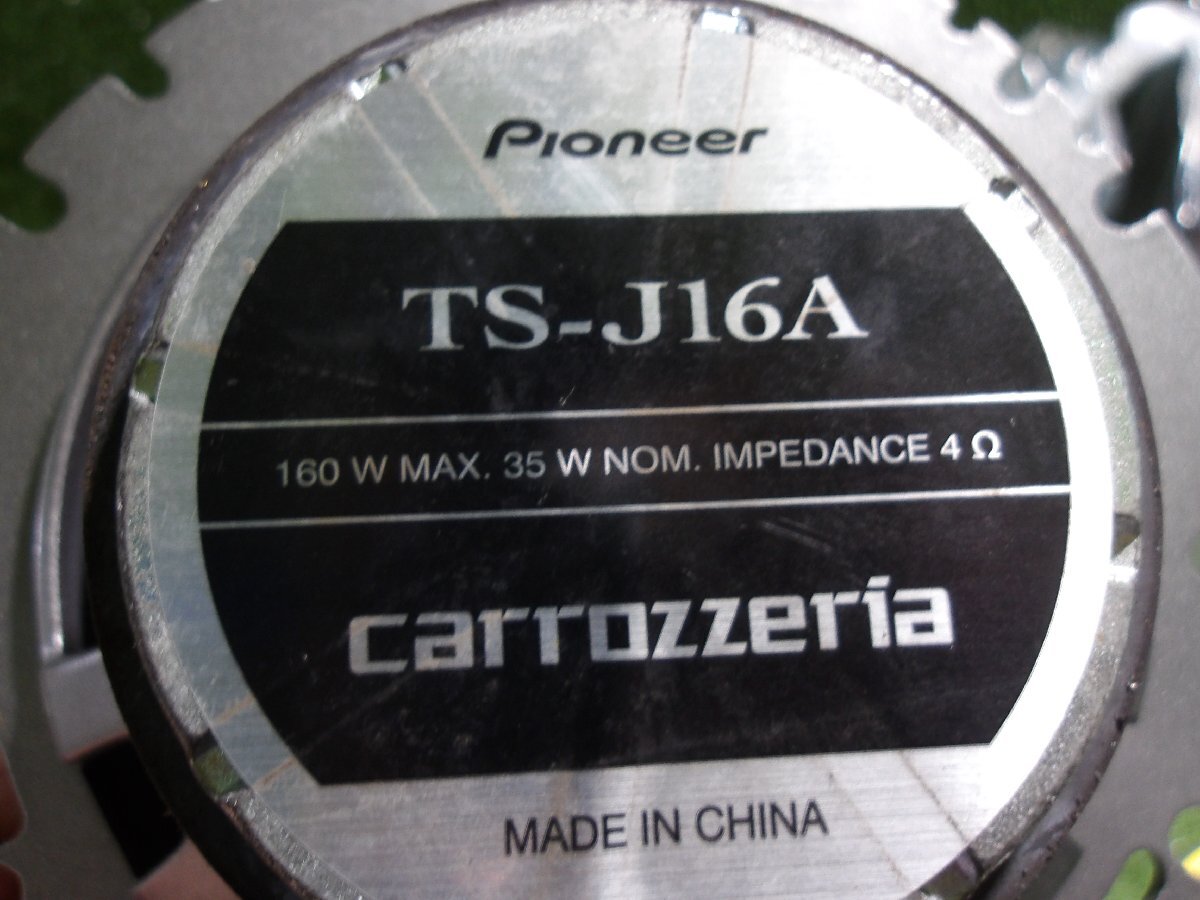 Pioneer
TS-J16A
160 W MAX. 35 W NOM. IMPEDANCE 4 Ω
carrozzeria
MADE IN CHINA